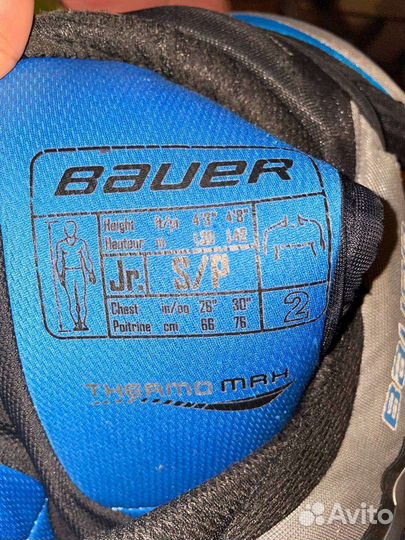 BAUER
Height ft/pi 4'3" 4'8"
Hauteur m 1.30 1.42
Jr. S/P
Chest in/po 26" 30"
Poitrine cm 66 76
2
THERMO MAX
BAUER
Avito